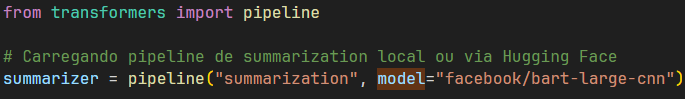 from transformers import pipeline
# Carregando pipeline de summarization local ou via Hugging Face
summarizer = pipeline("summarization", model="facebook/bart-large-cnn")